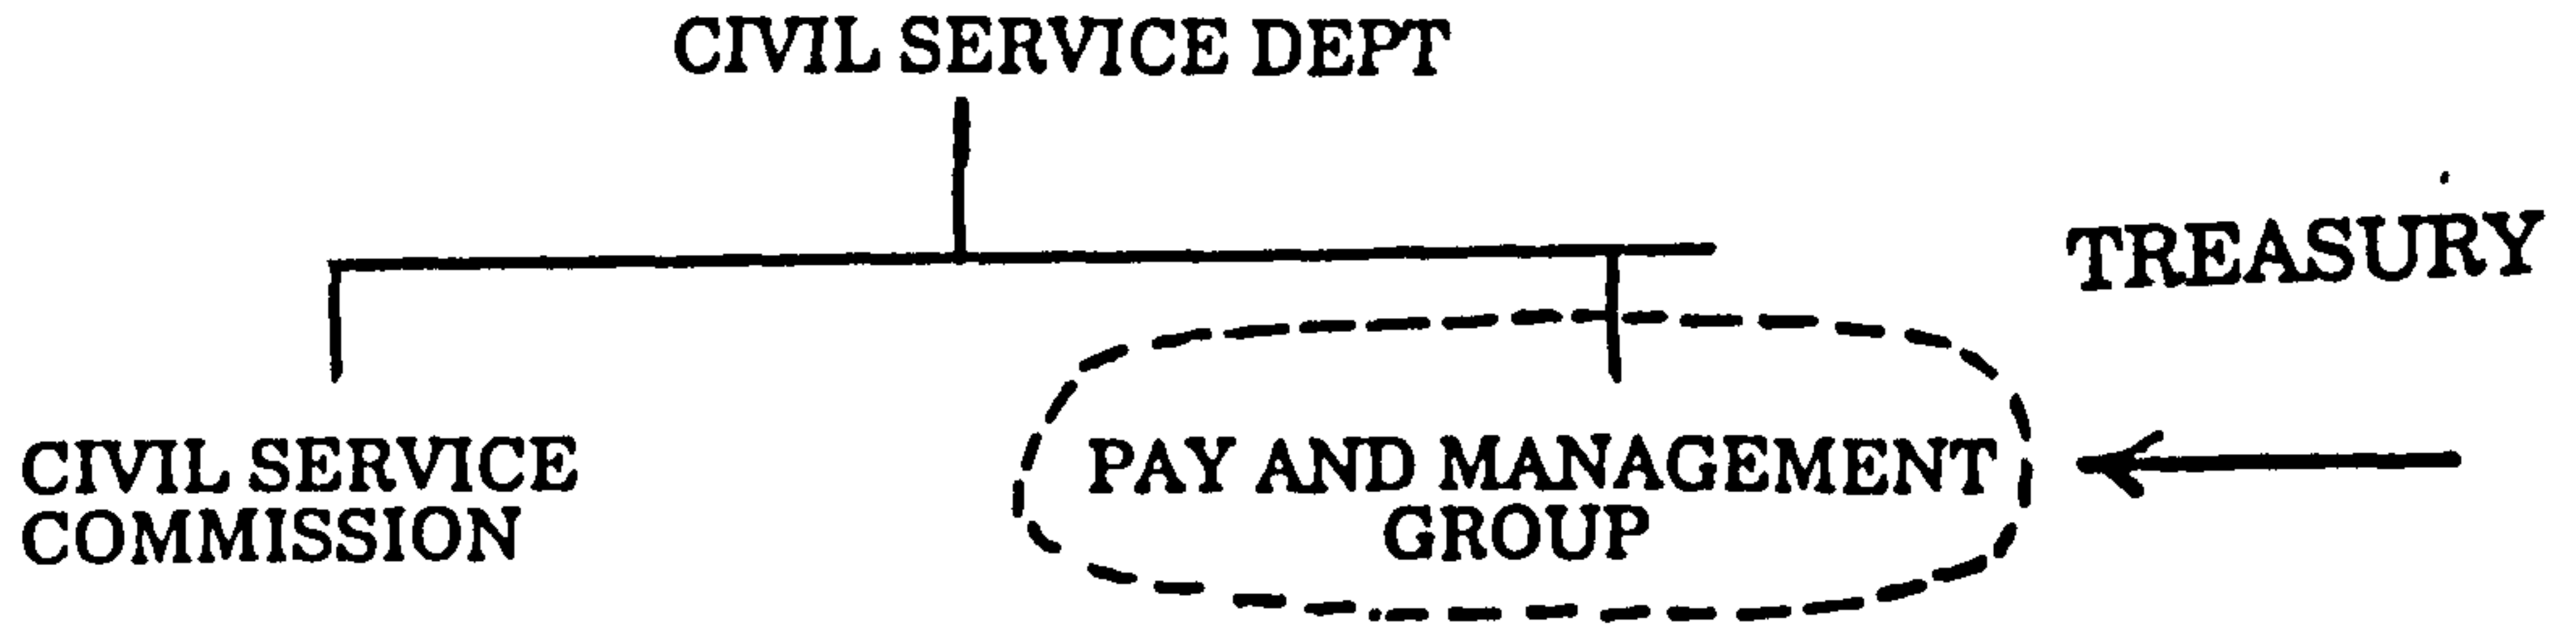 CIVIL SERVICE DEPT
TREASURY
CIVIL SERVICE
COMMISSION
PAY AND MANAGEMENT
GROUP